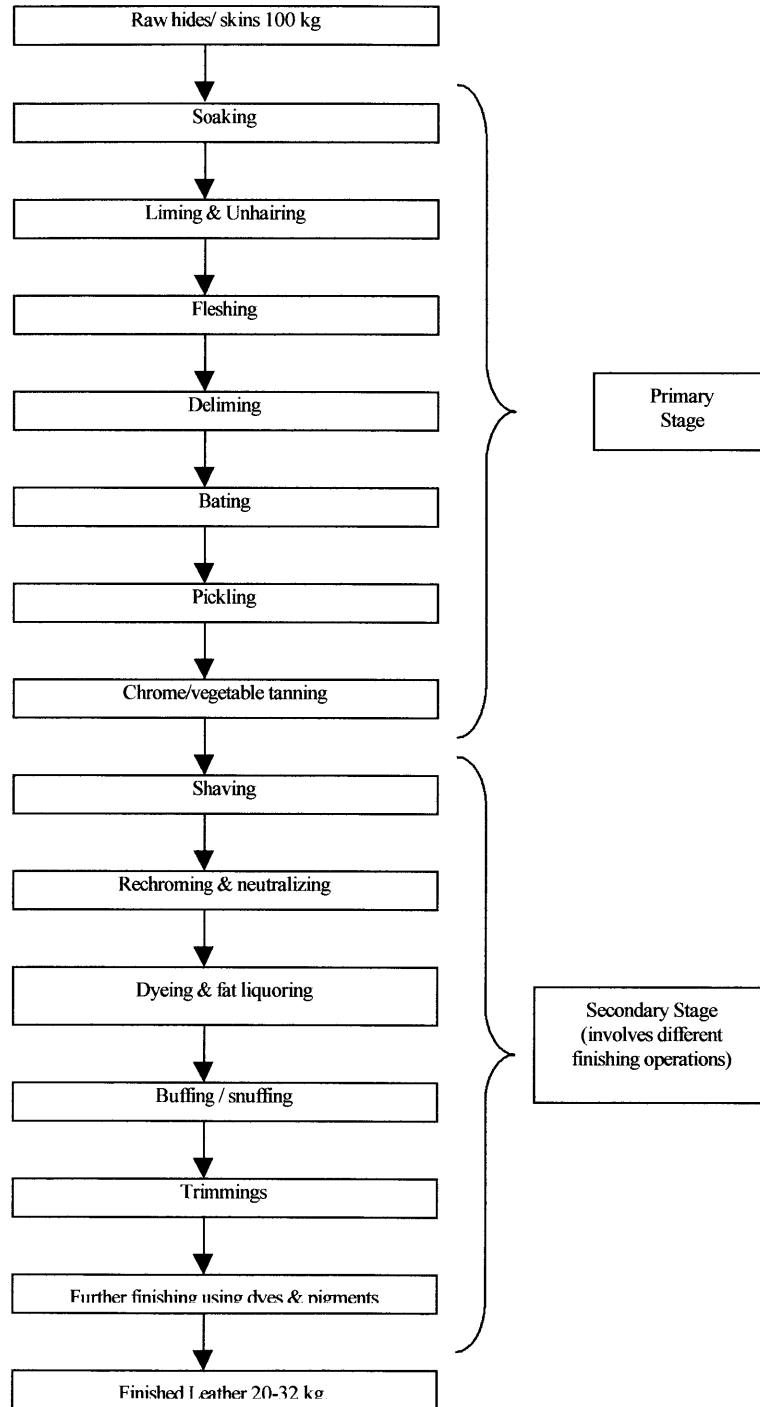 Raw hides/ skins 100 kg
Soaking
Liming & Unhairing
Fleshing
Deliming
Bating
Pickling
Chrome/vegetable tanning
Primary
Stage
Shaving
Rechroming & neutralizing
Dyeing & fat liquoring
Buffing / snuffing
Trimmings
Further finishing using dyes & pigments
Secondary Stage
(involves different
finishing operations)
Finished Leather 20-32 kg